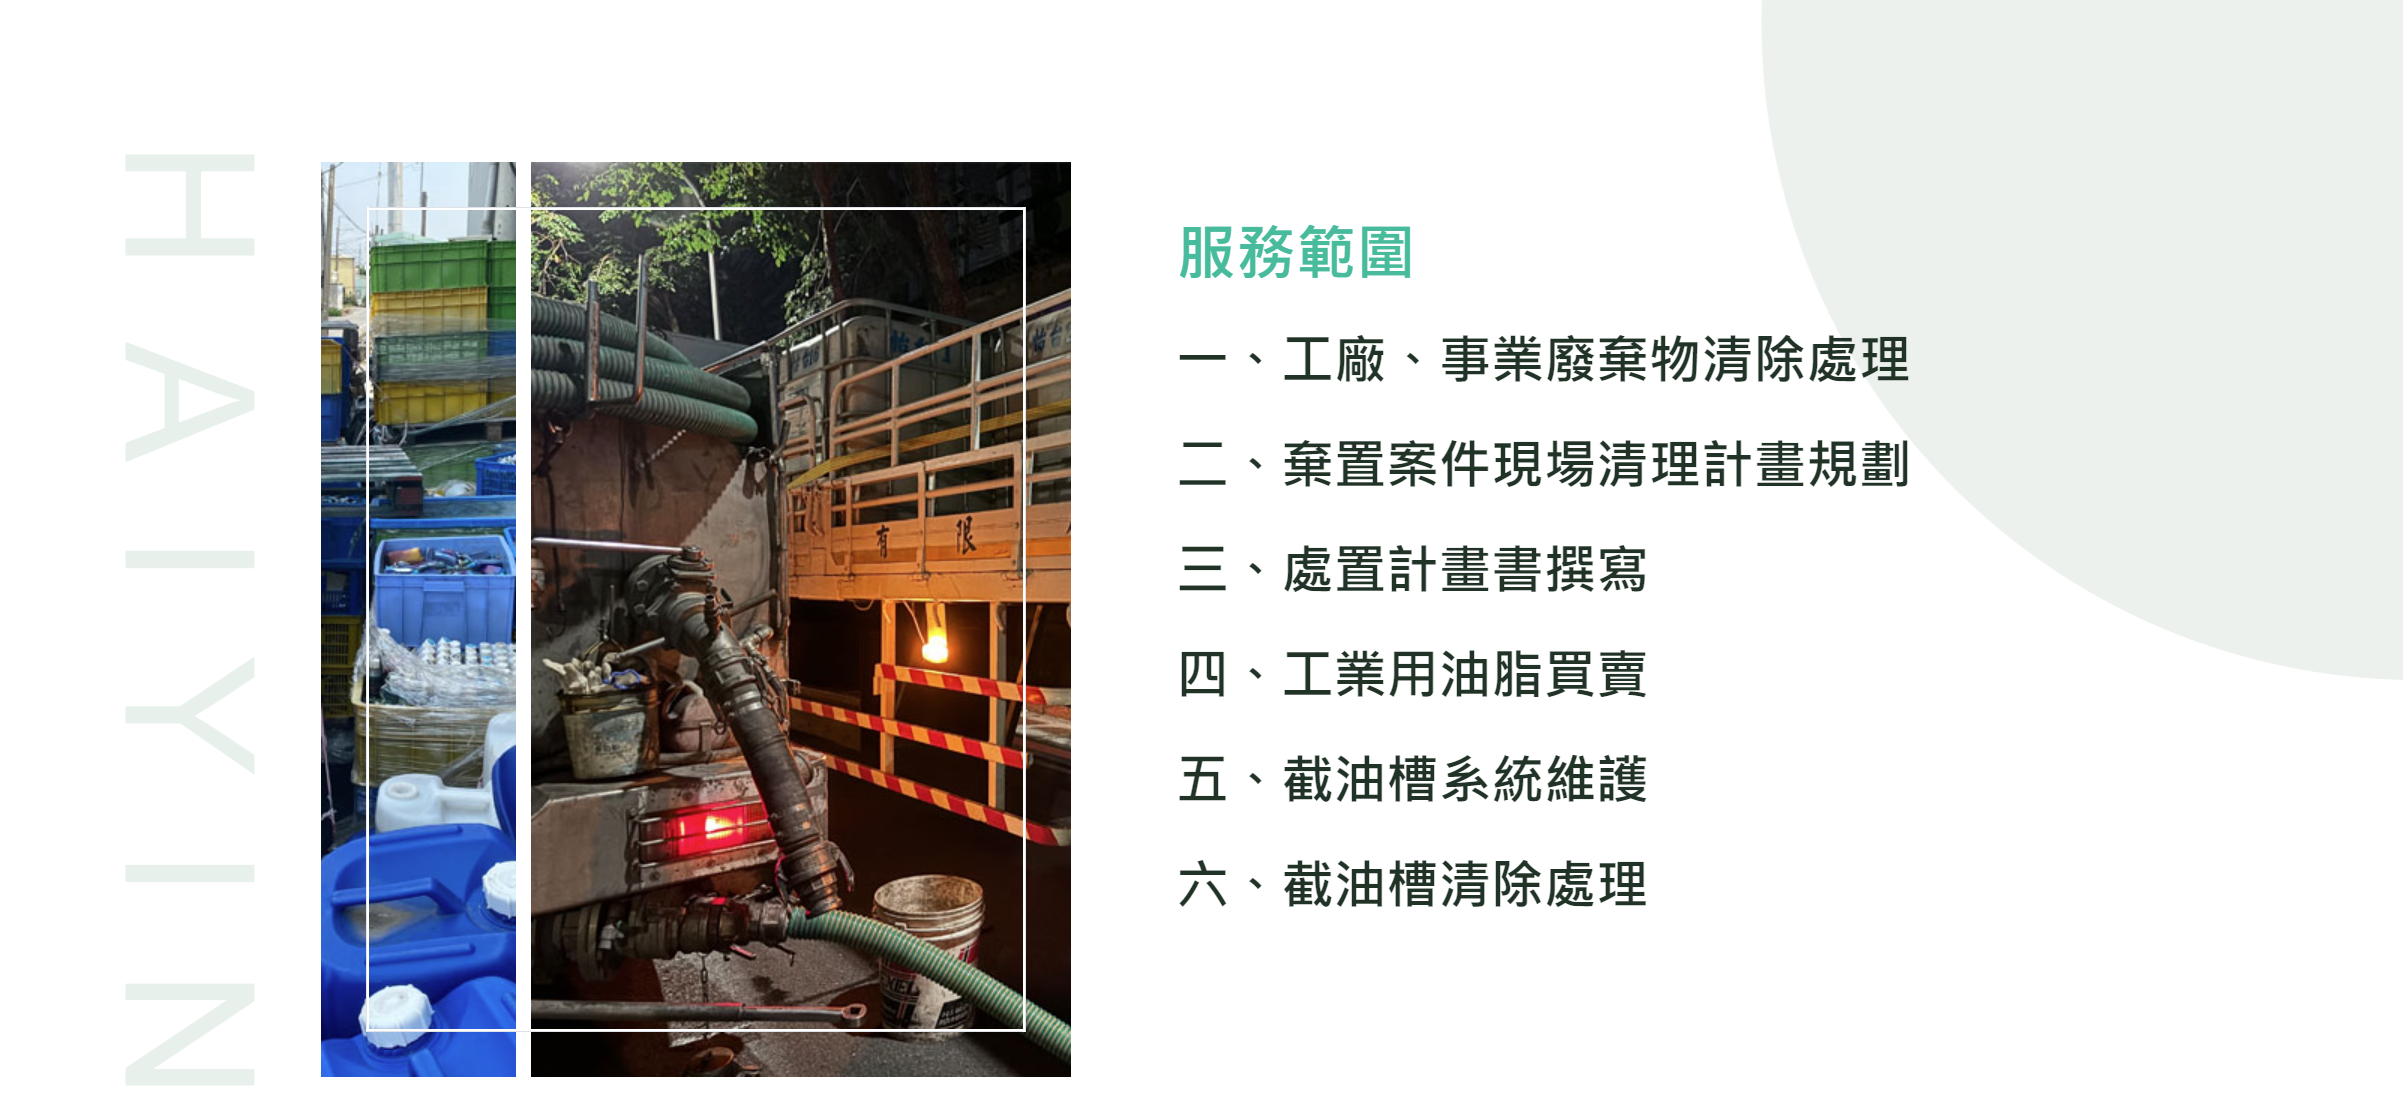 HAIYIN
服務範圍
一、工廠、事業廢棄物清除處理
二、棄置案件現場清理計畫規劃
三、處置計畫書撰寫
四、工業用油脂買賣
五、截油槽系統維護
六、截油槽清除處理
有限